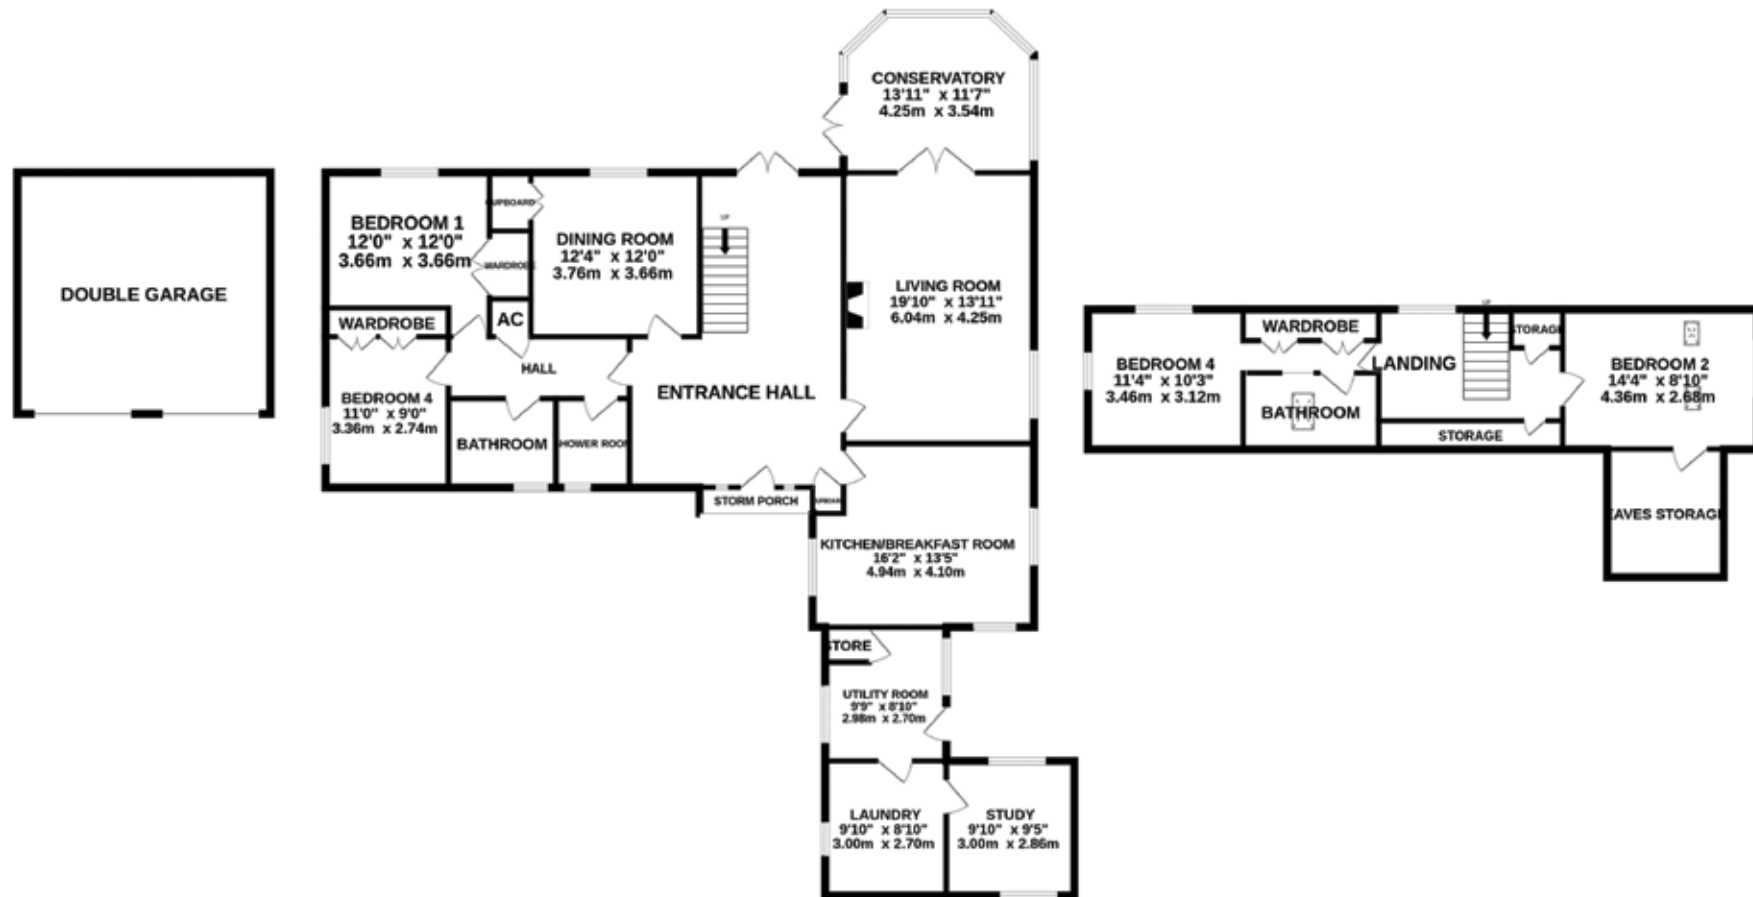 DOUBLE GARAGE
BEDROOM 1
12'0" x 12'0"
3.66m x 3.66m
WARDROBE
BEDROOM 4
11'0" x 9'0"
3.36m x 2.74m
UPBOARD
WARDROBE
AC
HALL
BATHROOM
HOWER ROOM
DINING ROOM
12'4" x 12'0"
3.76m x 3.66m
UP
ENTRANCE HALL
STORM PORCH
UPBOARD
CONSERVATORY
13'11" x 11'7"
4.25m x 3.54m
LIVING ROOM
19'10" x 13'11"
6.04m x 4.25m
KITCHEN/BREAKFAST ROOM
16'2" x 13'5"
4.94m x 4.10m
STORE
UTILITY ROOM
9'9" x 8'10"
2.98m x 2.70m
LAUNDRY
9'10" x 8'10"
3.00m x 2.70m
STUDY
9'10" x 9'5"
3.00m x 2.86m
BEDROOM 4
11'4" x 10'3"
3.46m x 3.12m
WARDROBE
BATHROOM
LANDING
UP
STORAGE
STORAGE
BEDROOM 2
14'4" x 8'10"
4.36m x 2.68m
EAVES STORAGE